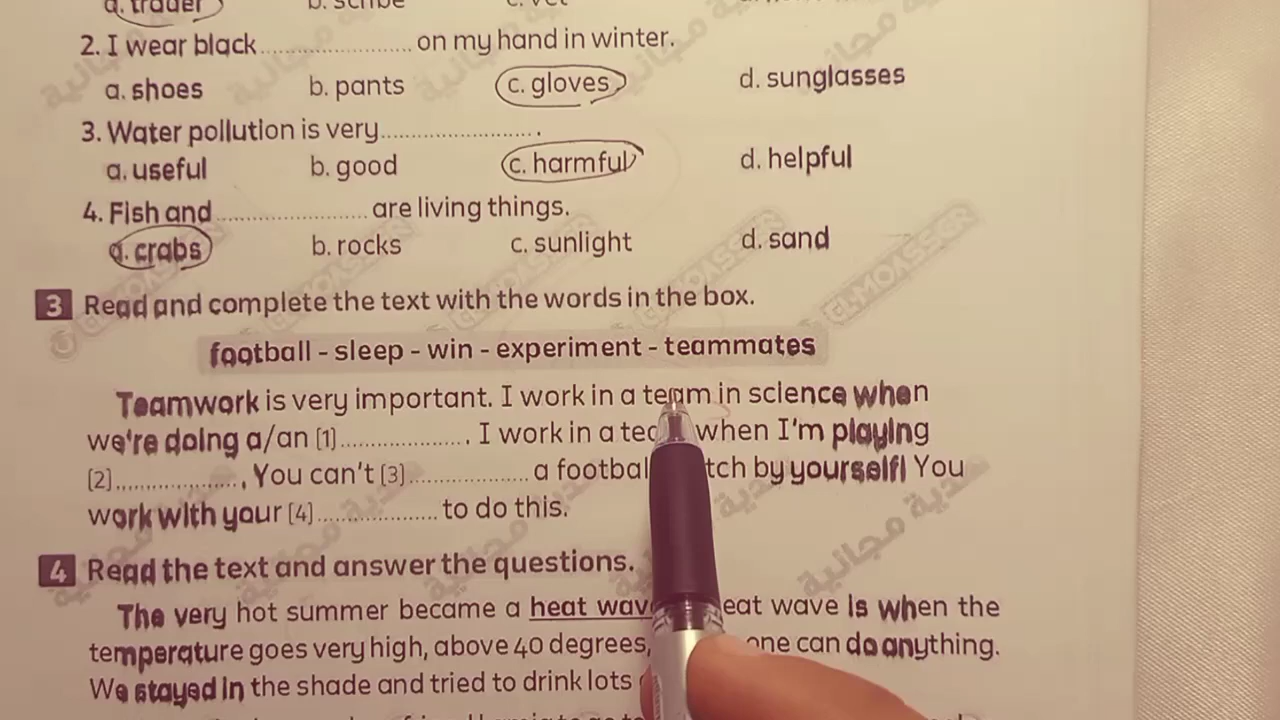 a. trader b. scribe c. vet
2. I wear black ..................... on my hand in winter.
a. shoes b. pants c. gloves d. sunglasses
3. Water pollution is very ..................... .
a. useful b. good c. harmful d. helpful
4. Fish and ..................... are living things.
a. crabs b. rocks c. sunlight d. sand
3 Read and complete the text with the words in the box.
football - sleep - win - experiment - teammates
Teamwork is very important. I work in a team in science when
we're doing a/an (1) .................. . I work in a when I'm playing
(2) .................. . You can't (3) .................. a by yourself! You
work with your (4) .................. to do this.
4 Read the text and answer the questions.
The very hot summer became a heat eat wave is when the
temperature goes very high, above 40 degrees, one can do anything.
We stayed in the shade and tried to drink lots